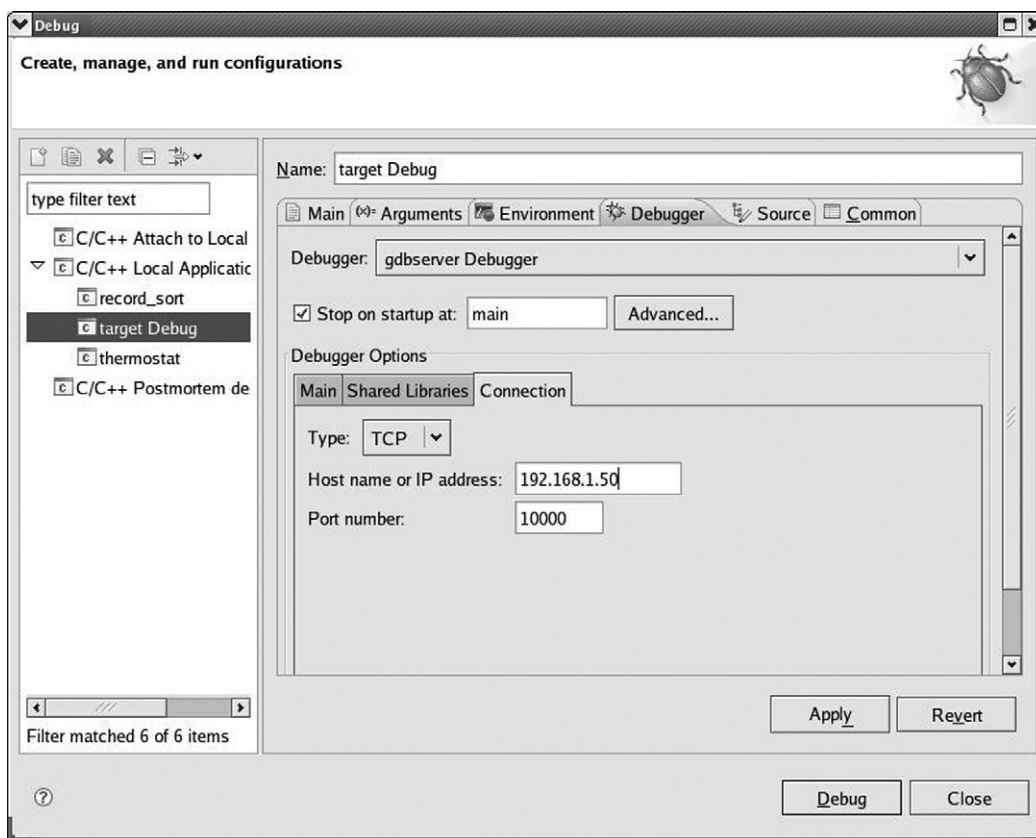 Debug
Create, manage, and run configurations
type filter text
C/C++ Attach to Local
C/C++ Local Applicatic
record_sort
target Debug
thermostat
C/C++ Postmortem de
Filter matched 6 of 6 items
Name: target Debug
Main (x)= Arguments Environment Debugger Source Common
Debugger: gdbserver Debugger
Stop on startup at: main Advanced...
Debugger Options
Main Shared Libraries Connection
Type: TCP
Host name or IP address: 192.168.1.50
Port number: 10000
Apply Revert
? Debug Close